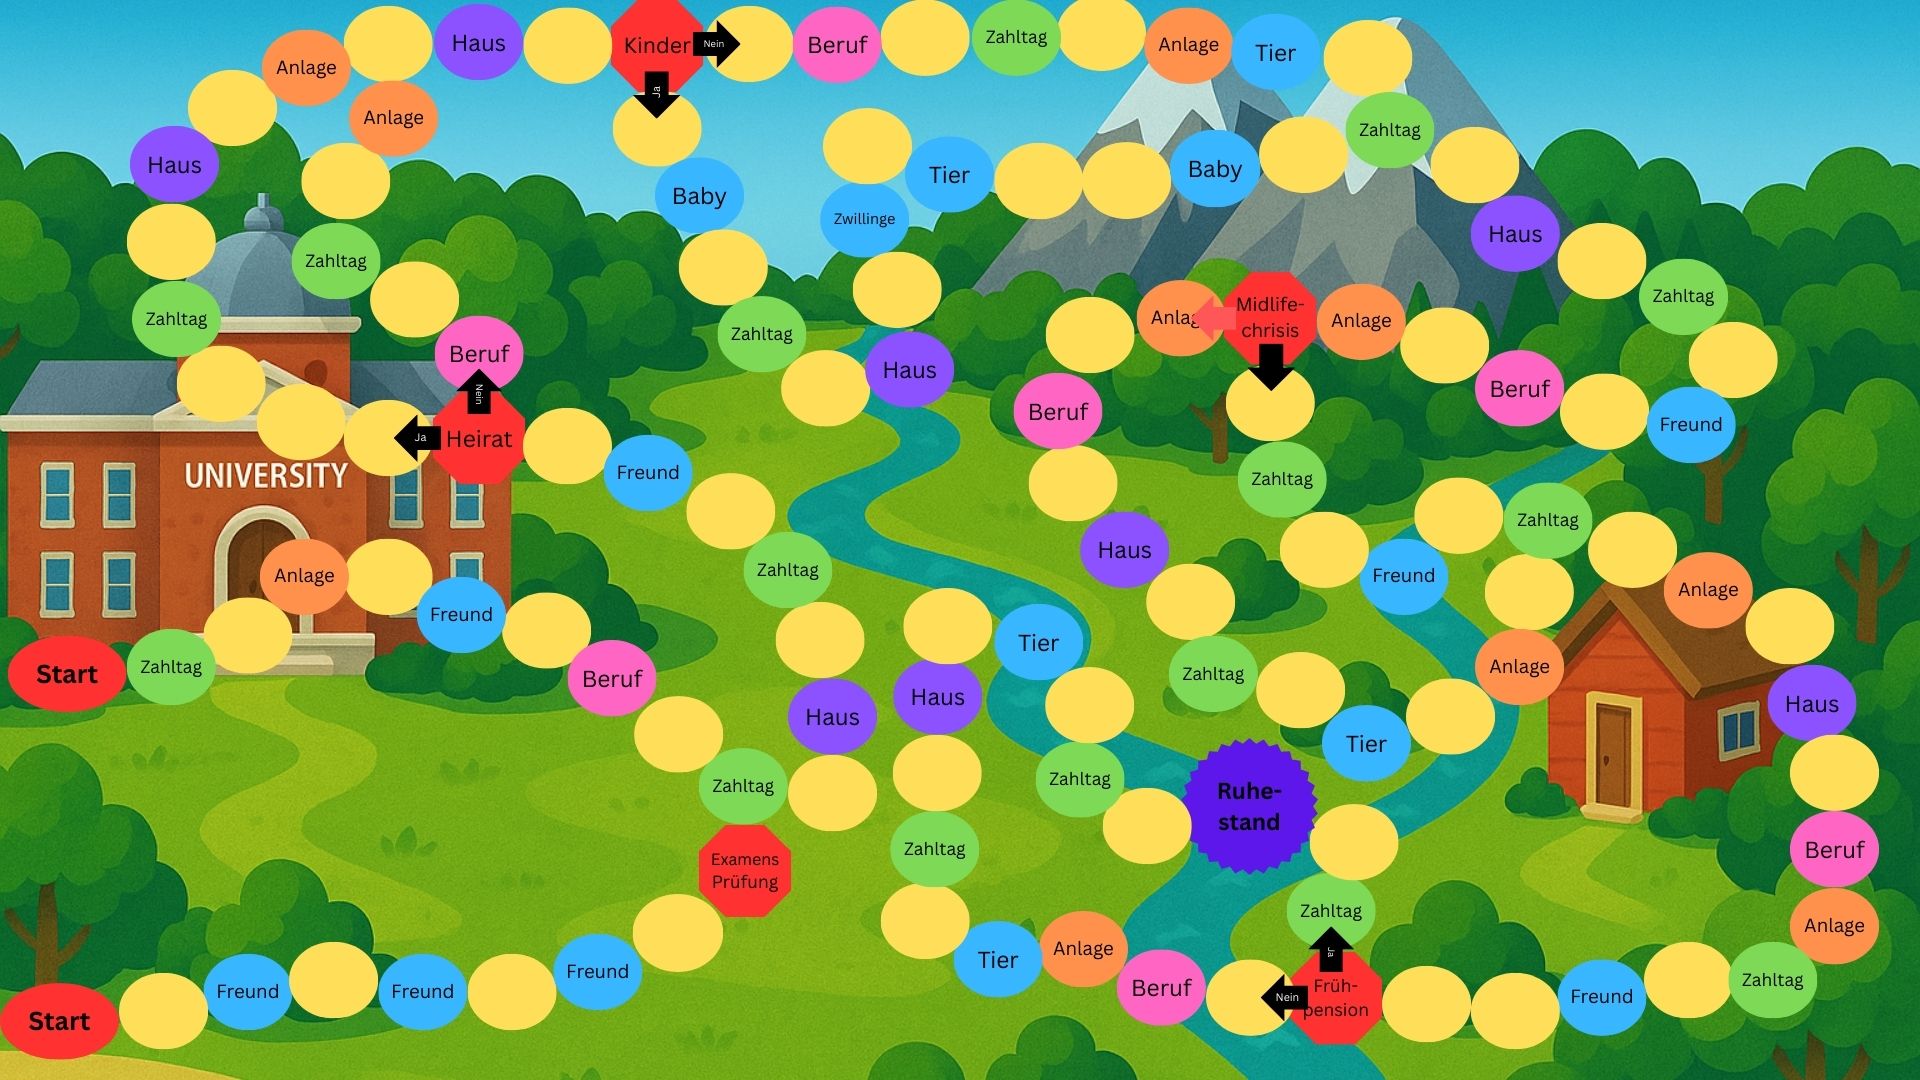 Haus
Kinder
Nein
Beruf
Zahltag
Anlage
Tier
Anlage
Ja
Anlage
Zahltag
Haus
Baby
Zwillinge
Tier
Baby
Haus
Zahltag
Zahltag
Zahltag
Zahltag
Haus
Anlage
Midlife-
chrisis
Anlage
Beruf
Freund
Beruf
Nein
Ja
Heirat
Beruf
UNIVERSITY
Freund
Zahltag
Zahltag
Freund
Zahltag
Haus
Anlage
Anlage
Freund
Start
Zahltag
Beruf
Tier
Zahltag
Anlage
Haus
Haus
Haus
Tier
Zahltag
Zahltag
Ruhe-
stand
Examens
Prüfung
Zahltag
Beruf
Zahltag
Anlage
Ja
Start
Freund
Freund
Freund
Tier
Anlage
Beruf
Nein
Früh-
pension
Freund
Zahltag